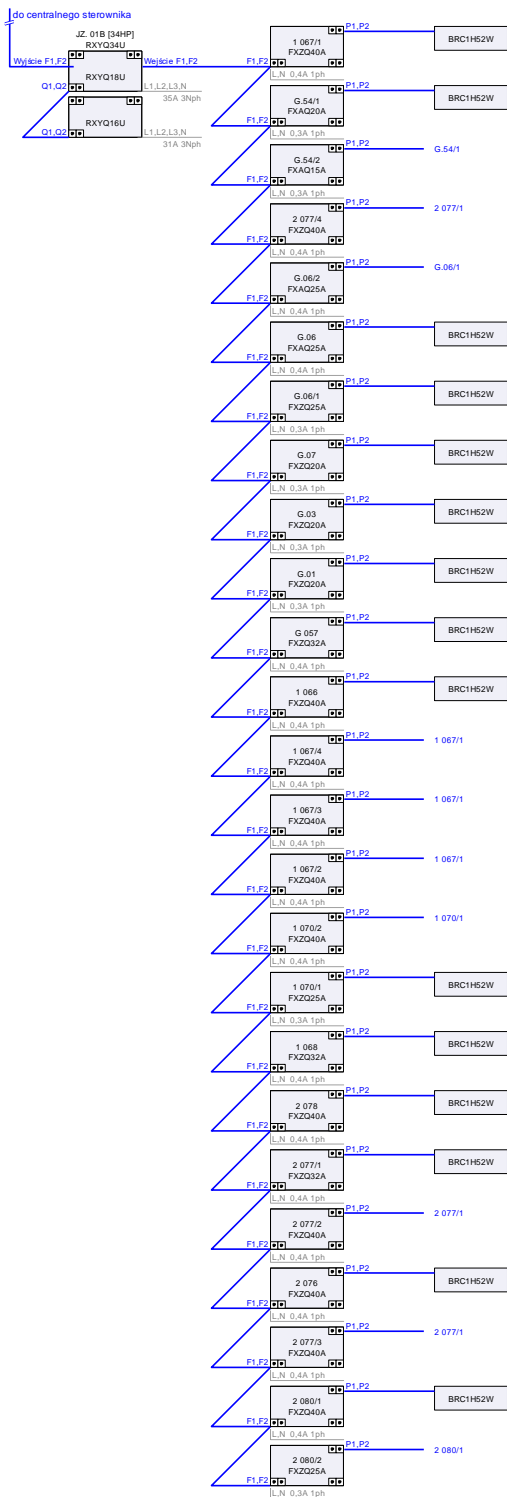 do centralnego sterownika
JZ. 01B [34HP]
RXYQ34U
Wyjście F1,F2
Wejście F1,F2
RXYQ18U
Q1,Q2
L1,L2,L3,N
35A 3Nph
RXYQ16U
Q1,Q2
L1,L2,L3,N
31A 3Nph
P1,P2
1 067/1
FXZQ40A
BRC1H52W
F1,F2
L,N 0,4A 1ph
P1,P2
G.54/1
FXAQ20A
BRC1H52W
F1,F2
L,N 0,3A 1ph
P1,P2
G.54/2
FXAQ15A
G.54/1
F1,F2
L,N 0,3A 1ph
P1,P2
2 077/4
FXZQ40A
2 077/1
F1,F2
L,N 0,4A 1ph
P1,P2
G.06/2
FXAQ25A
G.06/1
F1,F2
L,N 0,4A 1ph
P1,P2
G.06
FXAQ25A
BRC1H52W
F1,F2
L,N 0,4A 1ph
P1,P2
G.06/1
FXZQ25A
BRC1H52W
F1,F2
L,N 0,3A 1ph
P1,P2
G.07
FXZQ20A
BRC1H52W
F1,F2
L,N 0,3A 1ph
P1,P2
G.03
FXZQ20A
BRC1H52W
F1,F2
L,N 0,3A 1ph
P1,P2
G.01
FXZQ20A
BRC1H52W
F1,F2
L,N 0,3A 1ph
P1,P2
G 057
FXZQ32A
BRC1H52W
F1,F2
L,N 0,4A 1ph
P1,P2
1 066
FXZQ40A
BRC1H52W
F1,F2
L,N 0,4A 1ph
P1,P2
1 067/4
FXZQ40A
1 067/1
F1,F2
L,N 0,4A 1ph
P1,P2
1 067/3
FXZQ40A
1 067/1
F1,F2
L,N 0,4A 1ph
P1,P2
1 067/2
FXZQ40A
1 067/1
F1,F2
L,N 0,4A 1ph
P1,P2
1 070/2
FXZQ40A
1 070/1
F1,F2
L,N 0,4A 1ph
P1,P2
1 070/1
FXZQ25A
BRC1H52W
F1,F2
L,N 0,3A 1ph
P1,P2
1 068
FXZQ32A
BRC1H52W
F1,F2
L,N 0,4A 1ph
P1,P2
2 078
FXZQ40A
BRC1H52W
F1,F2
L,N 0,4A 1ph
P1,P2
2 077/1
FXZQ32A
BRC1H52W
F1,F2
L,N 0,4A 1ph
P1,P2
2 077/2
FXZQ40A
2 077/1
F1,F2
L,N 0,4A 1ph
P1,P2
2 076
FXZQ40A
BRC1H52W
F1,F2
L,N 0,4A 1ph
P1,P2
2 077/3
FXZQ40A
2 077/1
F1,F2
L,N 0,4A 1ph
P1,P2
2 080/1
FXZQ40A
BRC1H52W
F1,F2
L,N 0,4A 1ph
P1,P2
2 080/2
FXZQ25A
2 080/1
F1,F2
L,N 0,3A 1ph